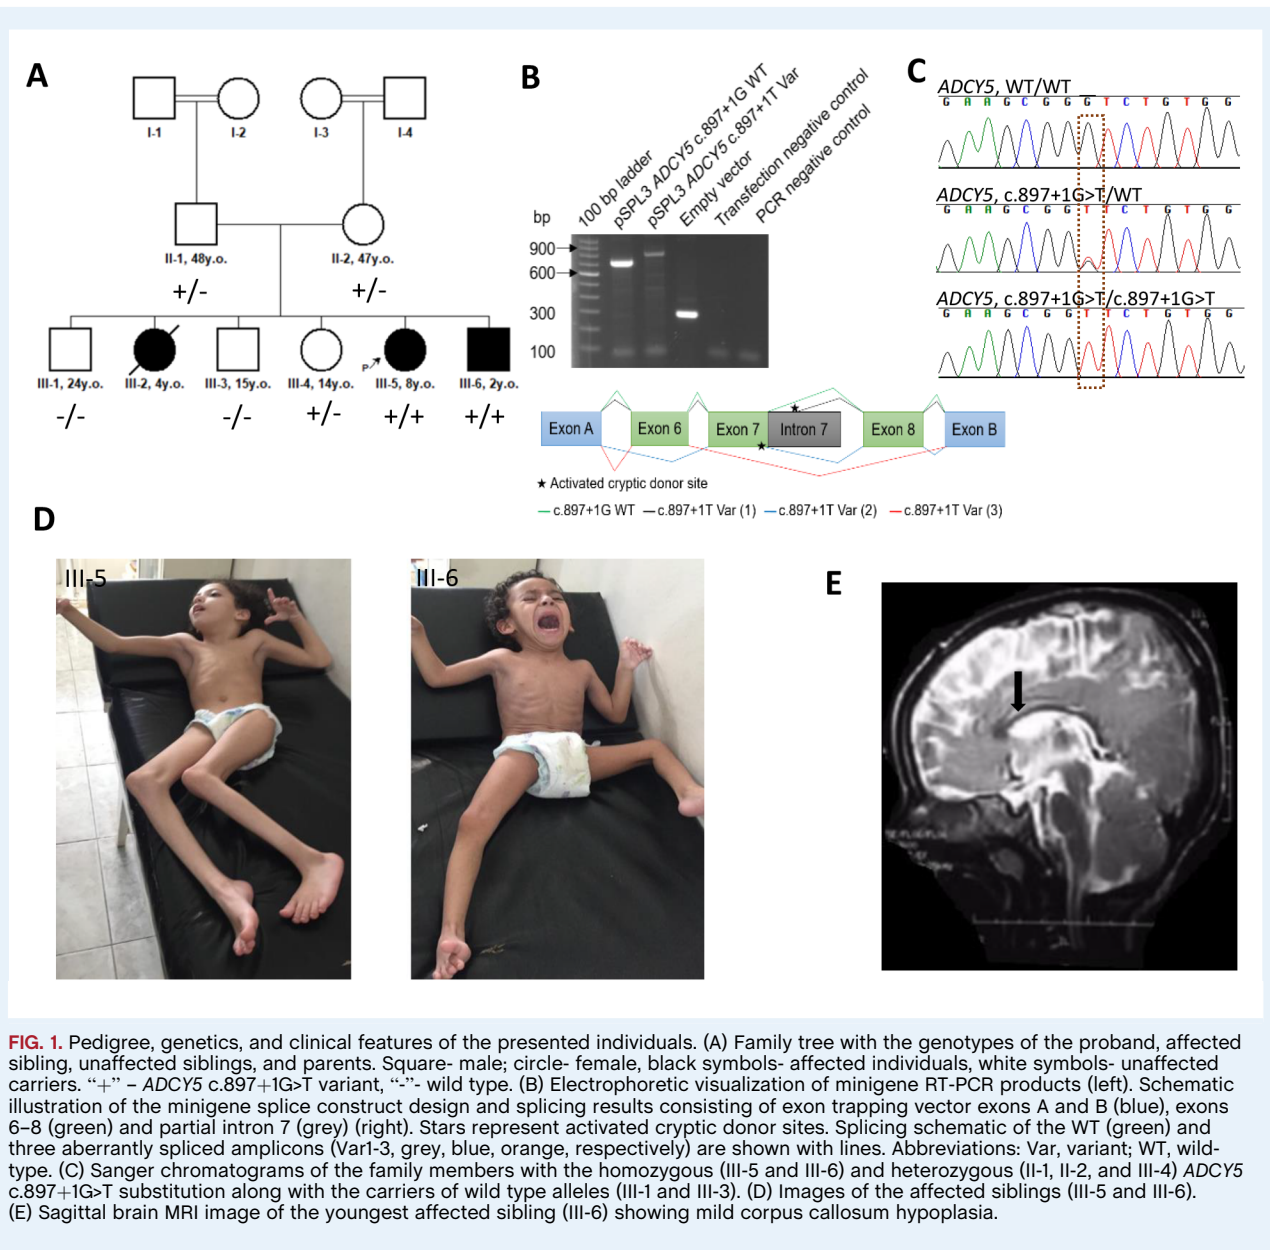 A
I-1
I-2
I-3
I-4
II-1, 48y.o.
II-2, 47y.o.
+/-
+/-
P
III-1, 24y.o.
III-2, 4y.o.
III-3, 15y.o.
III-4, 14y.o.
III-5, 8y.o.
III-6, 2y.o.
-/-
-/-
+/-
+/+
+/+
B
bp
100 bp ladder
pSPL3 ADCY5 c.897+1G WT
pSPL3 ADCY5 c.897+1T Var
Empty vector
Transfection negative control
PCR negative control
900
600
300
100
Exon A
Exon 6
Exon 7
Intron 7
Exon 8
Exon B
★ Activated cryptic donor site
c.897+1G WT
c.897+1T Var (1)
c.897+1T Var (2)
c.897+1T Var (3)
C
ADCY5, WT/WT
G A A G C G G G T C T G T G G
ADCY5, c.897+1G>T/WT
G A A G C G G T T C T G T G G
ADCY5, c.897+1G>T/c.897+1G>T
G A A G C G G T T C T G T G G
D
III-5
III-6
E
FIG. 1. Pedigree, genetics, and clinical features of the presented individuals. (A) Family tree with the genotypes of the proband, affected
sibling, unaffected siblings, and parents. Square- male; circle- female, black symbols- affected individuals, white symbols- unaffected
carriers. “+” – ADCY5 c.897+1G>T variant, “-”- wild type. (B) Electrophoretic visualization of minigene RT-PCR products (left). Schematic
illustration of the minigene splice construct design and splicing results consisting of exon trapping vector exons A and B (blue), exons
6–8 (green) and partial intron 7 (grey) (right). Stars represent activated cryptic donor sites. Splicing schematic of the WT (green) and
three aberrantly spliced amplicons (Var1-3, grey, blue, orange, respectively) are shown with lines. Abbreviations: Var, variant; WT, wild-
type. (C) Sanger chromatograms of the family members with the homozygous (III-5 and III-6) and heterozygous (II-1, II-2, and III-4) ADCY5
c.897+1G>T substitution along with the carriers of wild type alleles (III-1 and III-3). (D) Images of the affected siblings (III-5 and III-6).
(E) Sagittal brain MRI image of the youngest affected sibling (III-6) showing mild corpus callosum hypoplasia.